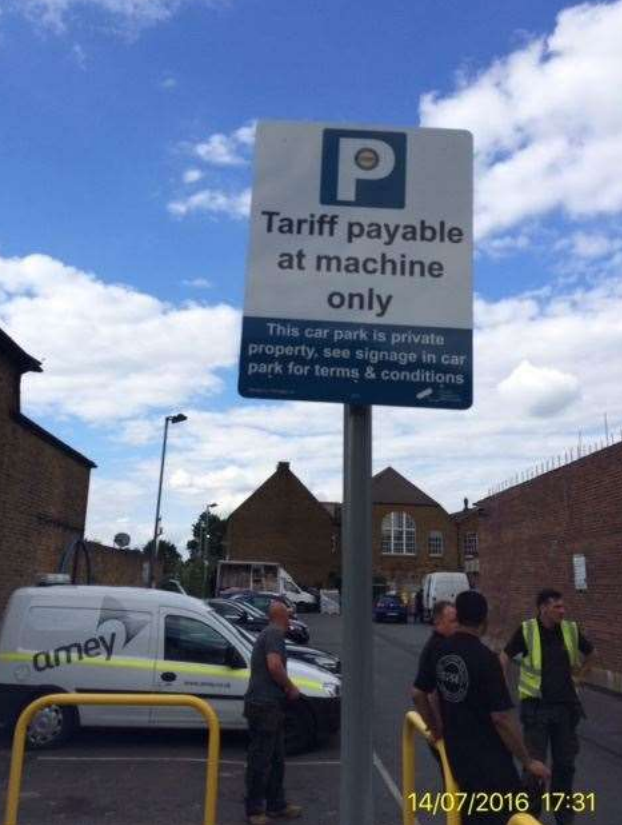 P
Tariff payable
at machine
only
This car park is private
property, see signage in car
park for terms & conditions
amey
14/07/2016 17:31